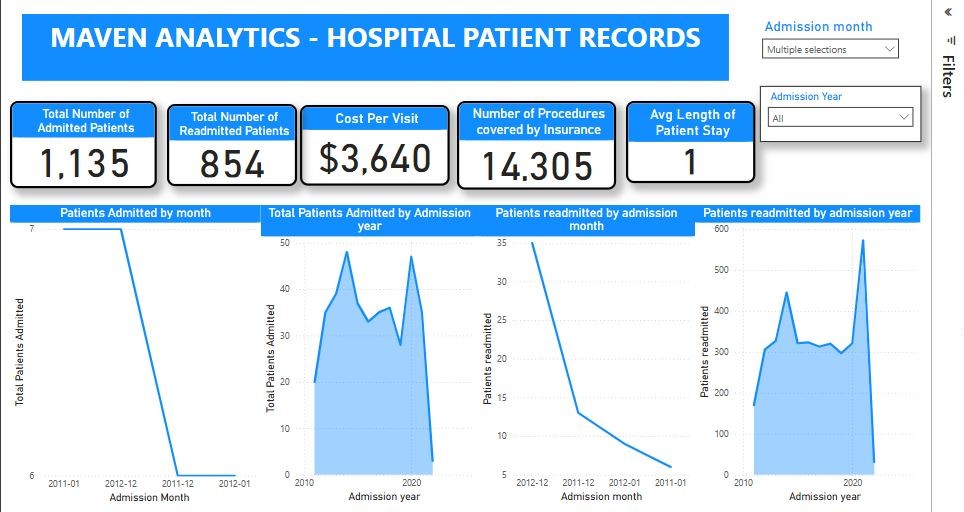 MAVEN ANALYTICS - HOSPITAL PATIENT RECORDS
Admission month
Multiple selections
Filters
Admission Year
All
Total Number of
Admitted Patients
1,135
Total Number of
Readmitted Patients
854
Cost Per Visit
$3,640
Number of Procedures
covered by Insurance
14.305
Avg Length of
Patient Stay
1
Patients Admitted by month
7
6
Total Patients Admitted
2011-01
2012-12
2011-12
2012-01
Admission Month
Total Patients Admitted by Admission
year
50
40
30
20
10
0
Total Patients Admitted
2010
2020
Admission year
Patients readmitted by admission
month
35
30
25
20
15
10
5
Patients readmitted
2012-12
2011-12
2012-01
2011-01
Admission month
Patients readmitted by admission year
600
500
400
300
200
100
0
Patients readmitted
2010
2020
Admission year